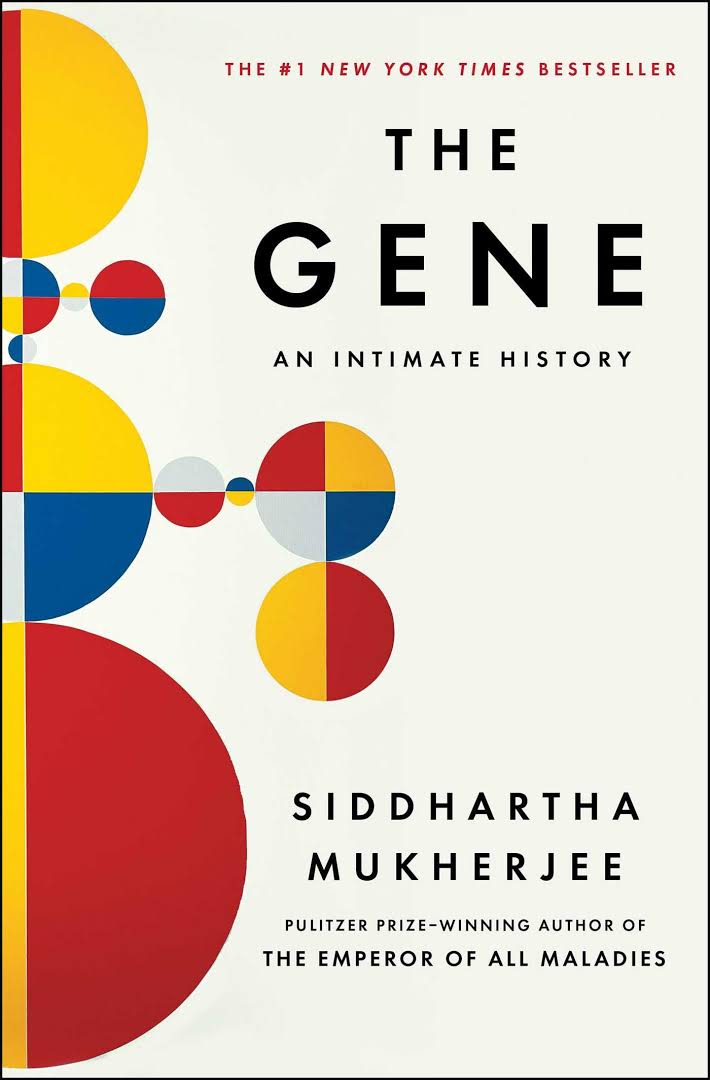 THE #1 NEW YORK TIMES BESTSELLER
THE
GENE
AN INTIMATE HISTORY
SIDDHARTHA
MUKHERJEE
PULITZER PRIZE–WINNING AUTHOR OF
THE EMPEROR OF ALL MALADIES